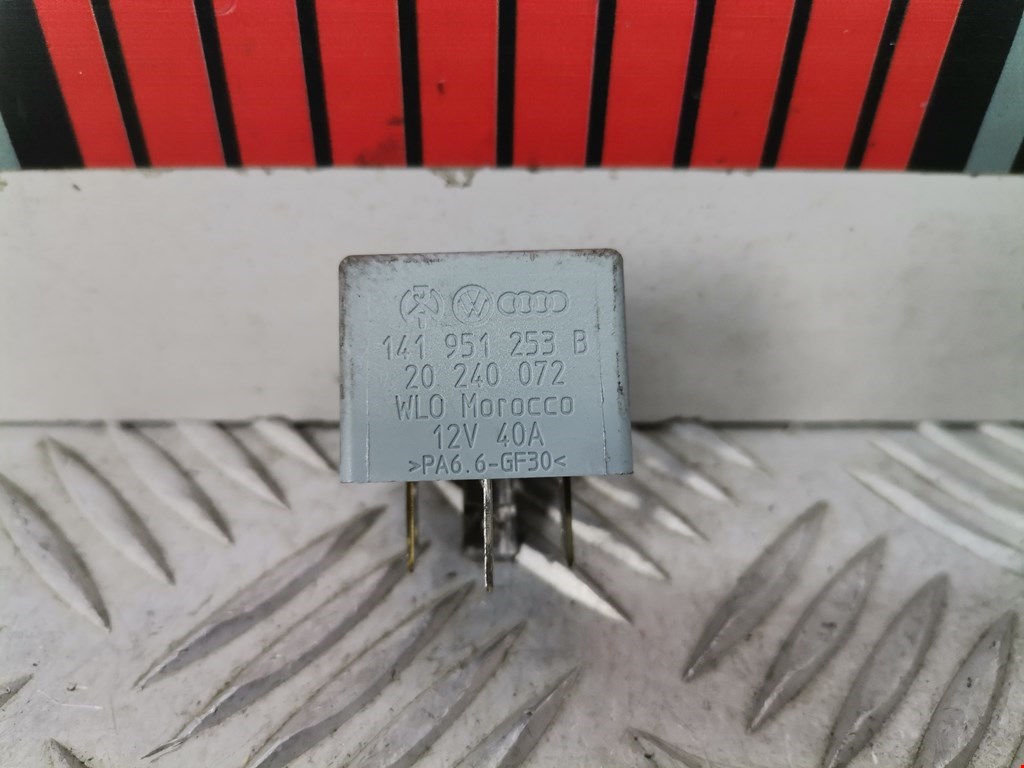 141 951 253 B
20 240 072
WLO Morocco
12V 40A
>PA6.6-GF30<